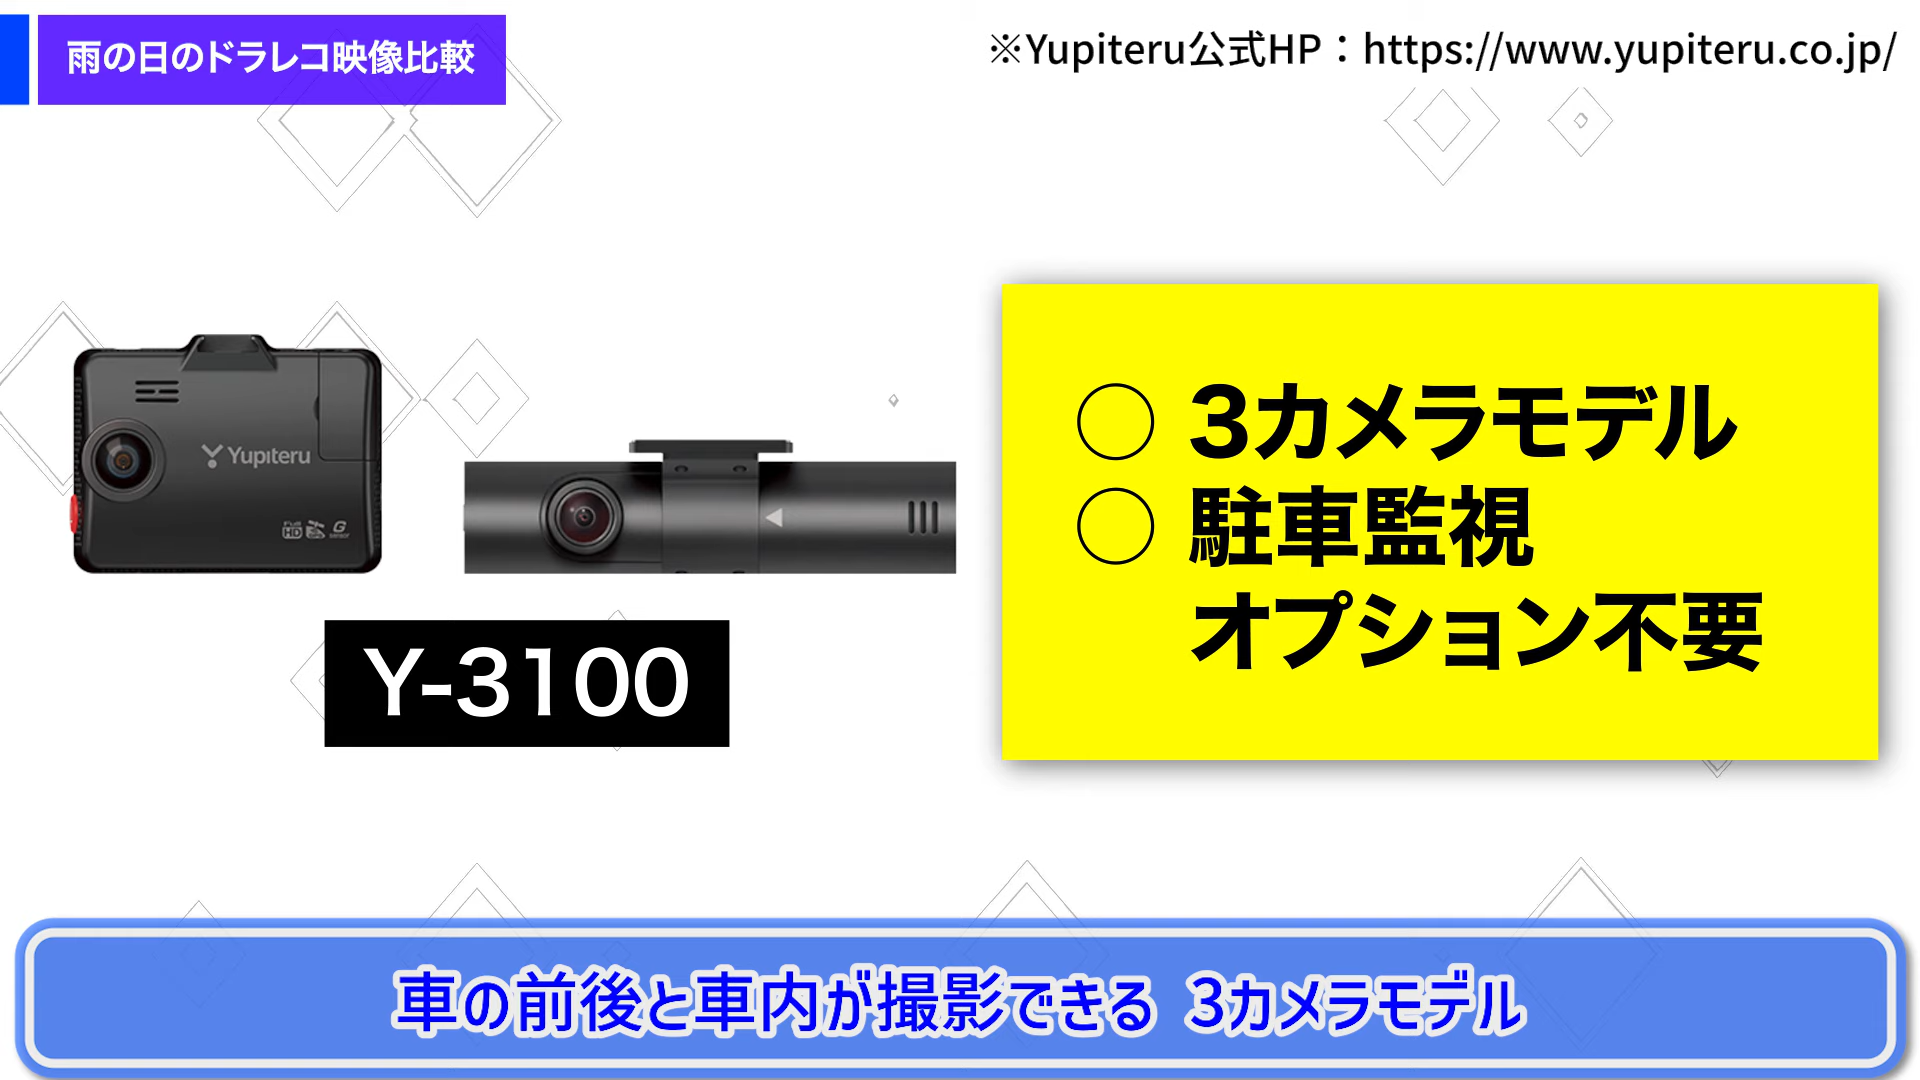 雨の日のドラレコ映像比較
※Yupiteru公式HP：https://www.yupiteru.co.jp/
Yupiteru
Full HD
G sensor
Y-3100
○ 3カメラモデル
○ 駐車監視
オプション不要
車の前後と車内が撮影できる 3カメラモデル